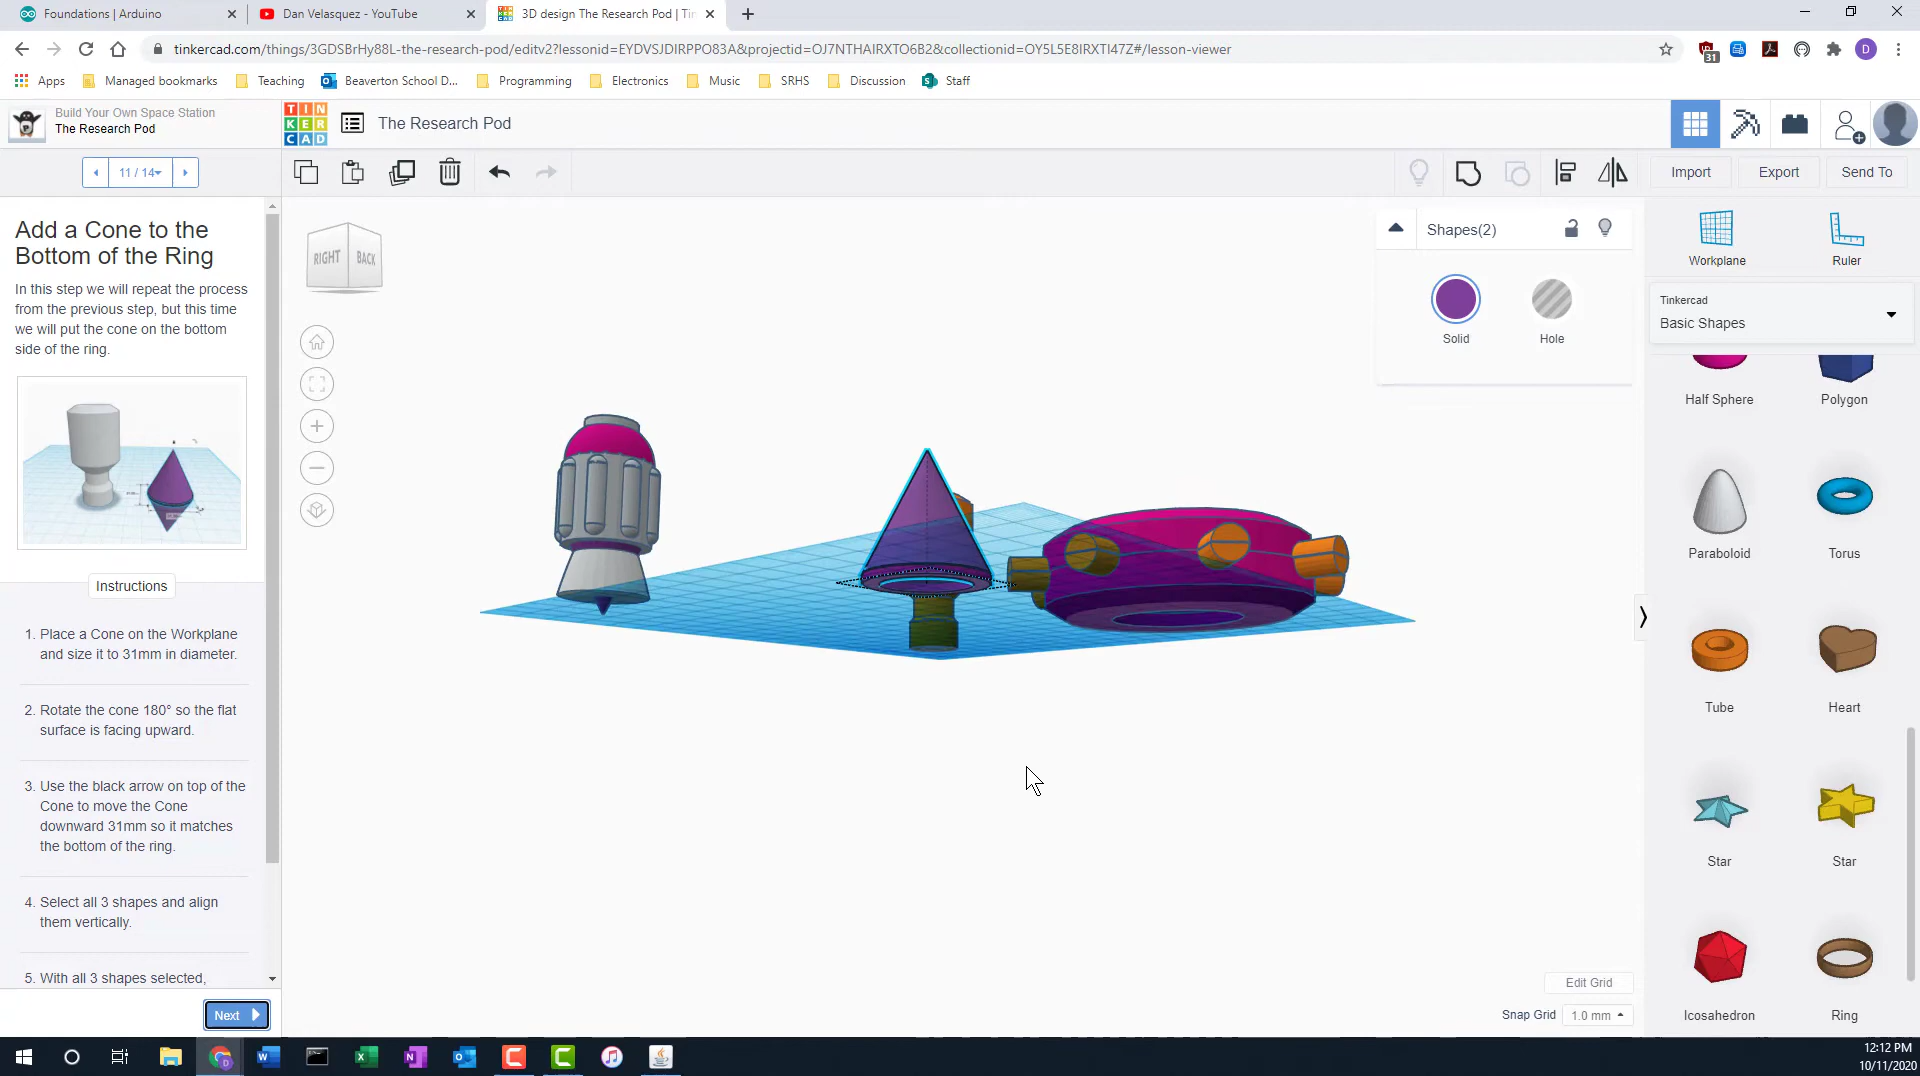 Foundations | Arduino
Dan Velasquez - YouTube
3D design The Research Pod | Tin
tinkercad.com/things/3GDSBrHy88L-the-research-pod/editv2?lessonid=EYDVSJDIRPPO83A&projectid=OJ7NTHAIRXTO6B2&collectionid=OY5L5E8IRXTI47Z#/lesson-viewer
31
D
Apps
Managed bookmarks
Teaching
Beaverton School D...
Programming
Electronics
Music
SRHS
Discussion
Staff
Build Your Own Space Station
The Research Pod
TIN
KER
CAD
The Research Pod
11 / 14
Import
Export
Send To
Add a Cone to the
Bottom of the Ring
In this step we will repeat the process
from the previous step, but this time
we will put the cone on the bottom
side of the ring.
Instructions
1. Place a Cone on the Workplane
and size it to 31mm in diameter.
2. Rotate the cone 180° so the flat
surface is facing upward.
3. Use the black arrow on top of the
Cone to move the Cone
downward 31mm so it matches
the bottom of the ring.
4. Select all 3 shapes and align
them vertically.
5. With all 3 shapes selected,
Next
RIGHT
BACK
Shapes(2)
Solid
Hole
Workplane
Ruler
Tinkercad
Basic Shapes
Half Sphere
Polygon
Paraboloid
Torus
Tube
Heart
Star
Star
Icosahedron
Ring
Edit Grid
Snap Grid
1.0 mm
12:12 PM
10/11/2020